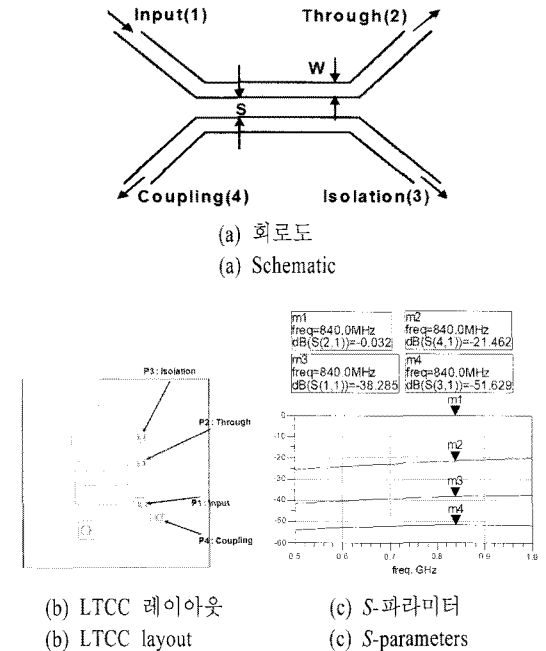 Input(1)
Through(2)
W
S
Coupling(4)
Isolation(3)
(a) 회로도
(a) Schematic
P3: Isolation
P2: Through
P1: Input
P4: Coupling
m1
freq=840.0MHz
dB(S(2,1))=-0.032
m2
freq=840.0MHz
dB(S(4,1))=-21.462
m3
freq=840.0MHz
dB(S(1,1))=-38.285
m4
freq=840.0MHz
dB(S(3,1))=-51.629
m1
m2
m3
m4
0
-10
-20
-30
-40
-50
-60
0.5
0.6
0.7
0.8
0.9
1.0
freq, GHz
(b) LTCC 레이아웃
(b) LTCC layout
(c) S-파라미터
(c) S-parameters